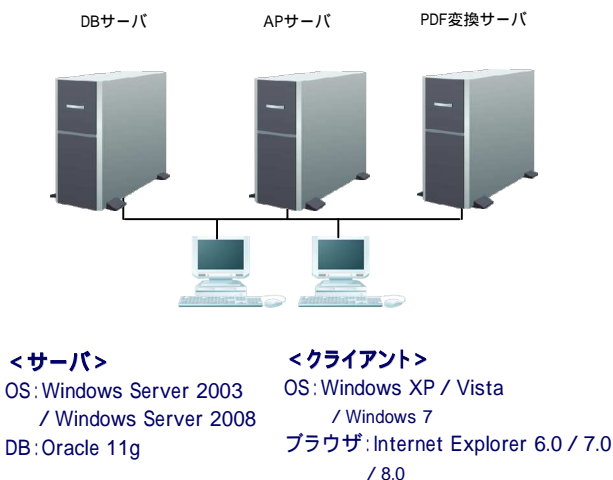 DBサーバ
APサーバ
PDF変換サーバ
<サーバ>
OS:Windows Server 2003
/ Windows Server 2008
DB:Oracle 11g
<クライアント>
OS:Windows XP / Vista
/ Windows 7
ブラウザ:Internet Explorer 6.0 / 7.0
/ 8.0